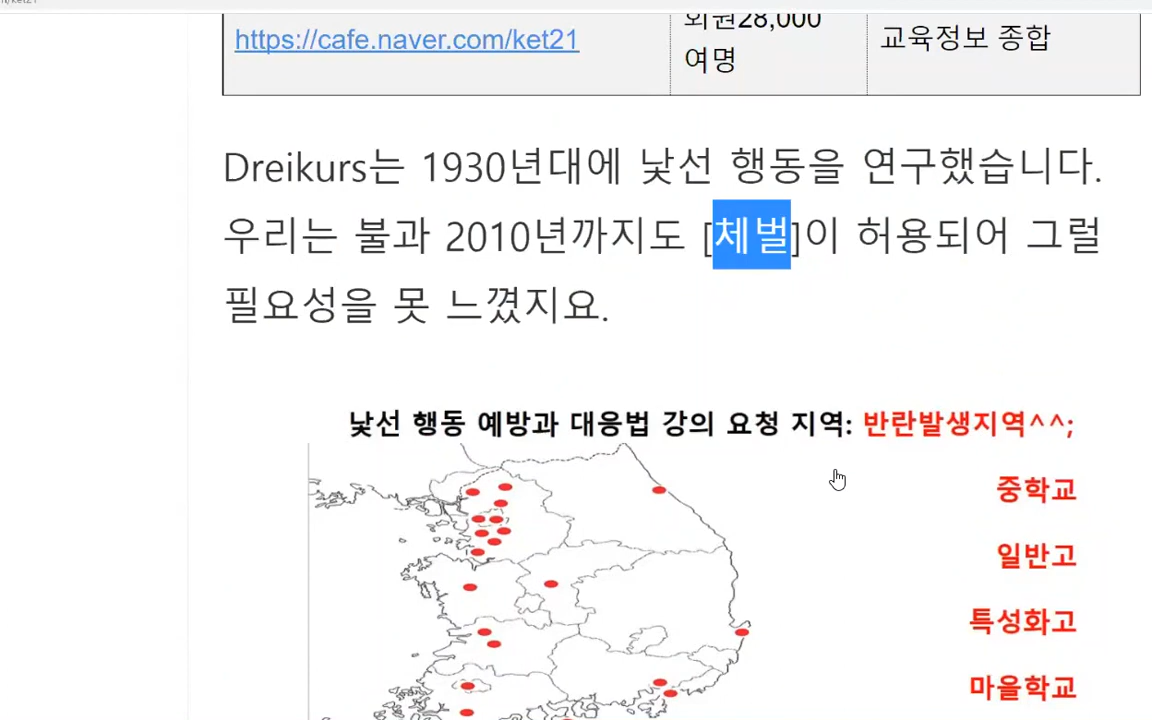 회원28,000
https://cafe.naver.com/ket21
여명
교육정보 종합
Dreikurs는 1930년대에 낯선 행동을 연구했습니다.
우리는 불과 2010년까지도 [체벌]이 허용되어 그럴
필요성을 못 느꼈지요.
낯선 행동 예방과 대응법 강의 요청 지역: 반란발생지역^^;
중학교
일반고
특성화고
마을학교